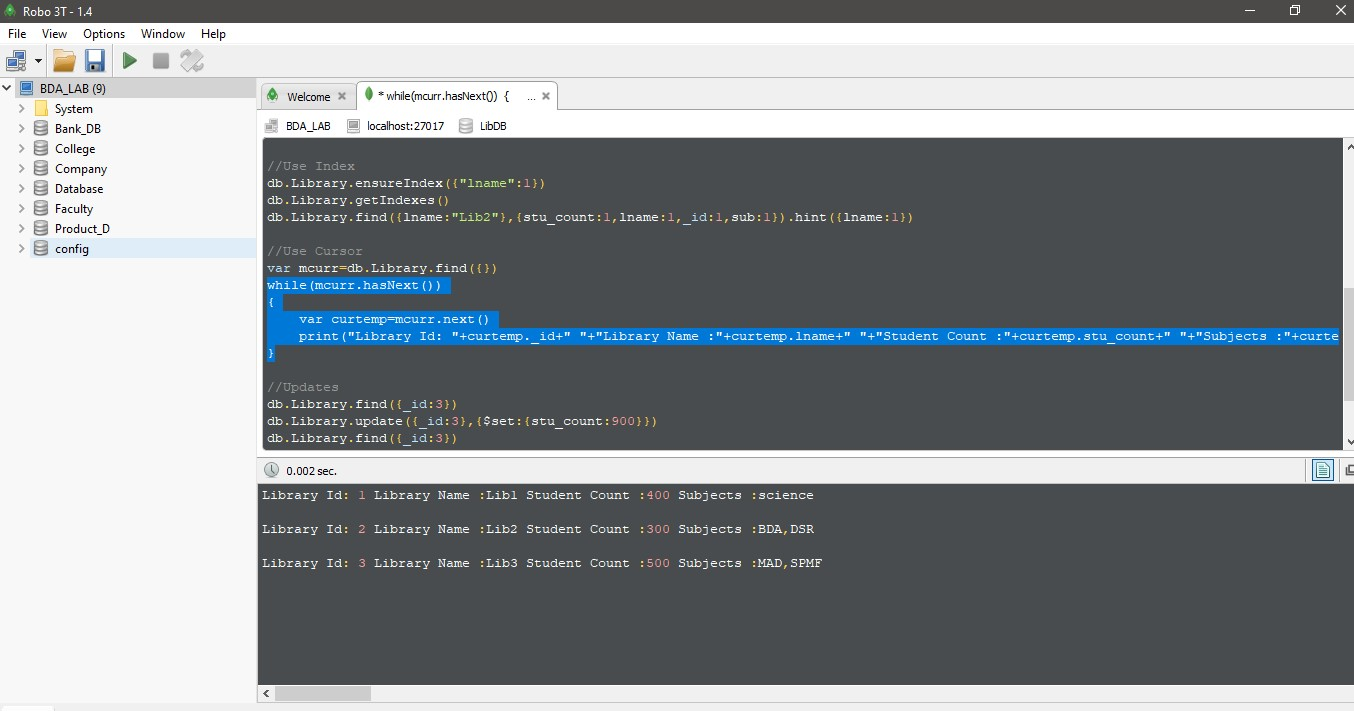 Robo 3T - 1.4
File View Options Window Help
BDA_LAB (9)
System
Bank_DB
College
Company
Database
Faculty
Product_D
config
Welcome
* while(mcurr.hasNext()) { ...
BDA_LAB localhost:27017 LibDB
//Use Index
db.Library.ensureIndex({"lname":1})
db.Library.getIndexes()
db.Library.find({lname:"Lib2"},{stu_count:1,lname:1,_id:1,sub:1}).hint({lname:1})
//Use Cursor
var mcurr=db.Library.find({})
while(mcurr.hasNext())
{
var curtemp=mcurr.next()
print("Library Id: "+curtemp._id+" "+"Library Name :"+curtemp.lname+" "+"Student Count :"+curtemp.stu_count+" "+"Subjects :"+curte
}
//Updates
db.Library.find({_id:3})
db.Library.update({_id:3},{$set:{stu_count:900}})
db.Library.find({_id:3})
0.002 sec.
Library Id: 1 Library Name :Lib1 Student Count :400 Subjects :science
Library Id: 2 Library Name :Lib2 Student Count :300 Subjects :BDA,DSR
Library Id: 3 Library Name :Lib3 Student Count :500 Subjects :MAD,SPMF